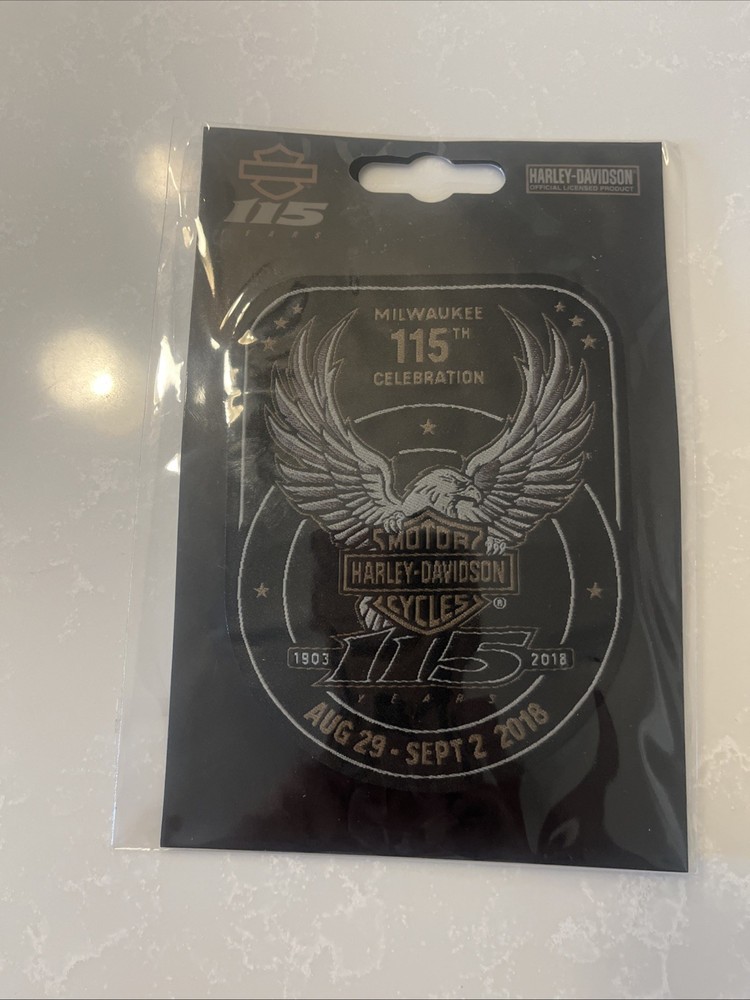 115
YEARS
HARLEY-DAVIDSON
OFFICIAL LICENSED PRODUCT
MILWAUKEE
115TH
CELEBRATION
MOTOR
HARLEY-DAVIDSON
CYCLES ®
115
1903 2018
YEARS
AUG 29 - SEPT 2 2018